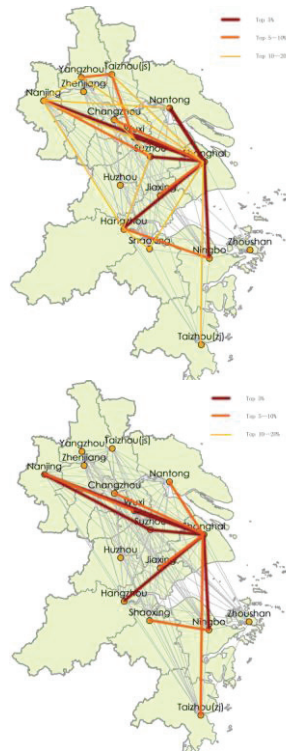 Top 5%
Top 5-10%
Top 10-20%
Yangzhou
Taizhou(js)
Zhenjiang
Nanjing
Changzhou
Nantong
Wuxi
Suzhou
Shanghai
Huzhou
Jiaxing
Hangzhou
Shaoxing
Ningbo
Zhoushan
Taizhou(zj)
Top 5%
Top 5-10%
Top 10-20%
Yangzhou
Taizhou(js)
Zhenjiang
Nanjing
Changzhou
Nantong
Wuxi
Suzhou
Shanghai
Huzhou
Jiaxing
Hangzhou
Shaoxing
Ningbo
Zhoushan
Taizhou(zj)